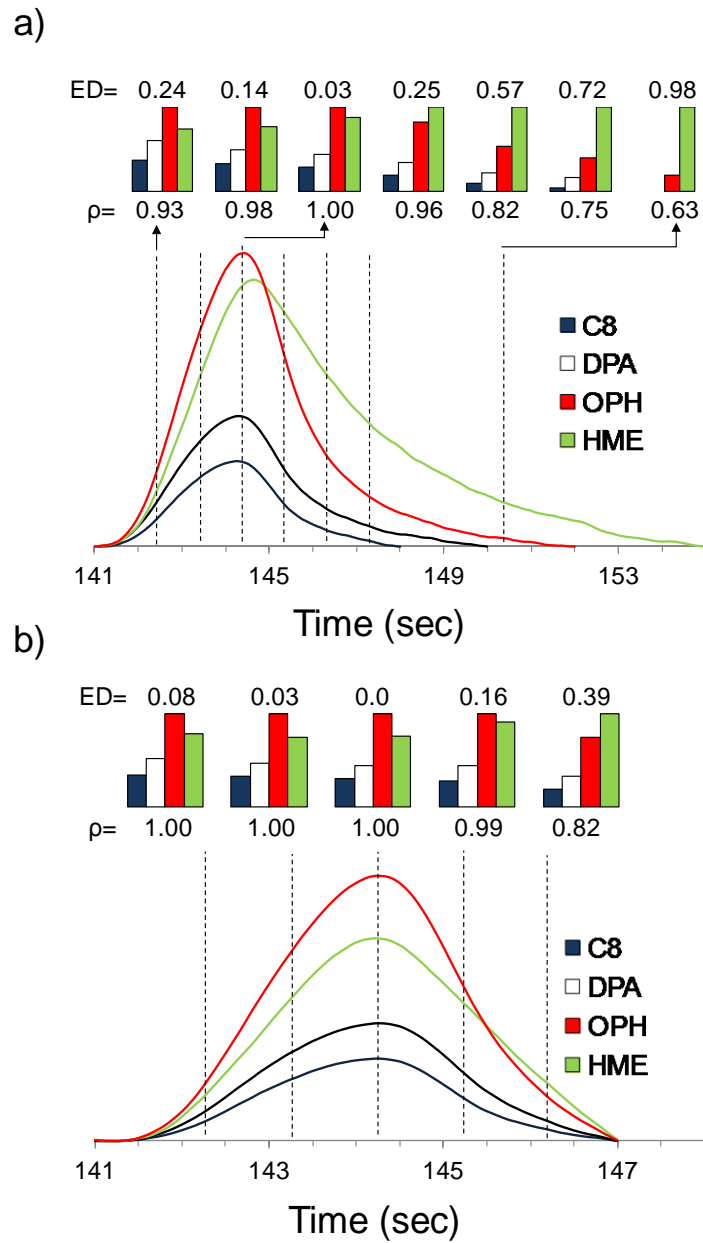 a)
ED= 0.24 0.14 0.03 0.25 0.57 0.72 0.98
ρ= 0.93 0.98 1.00 0.96 0.82 0.75 0.63
C8
DPA
OPH
HME
141 145 149 153
Time (sec)
b)
ED= 0.08 0.03 0.0 0.16 0.39
ρ= 1.00 1.00 1.00 0.99 0.82
C8
DPA
OPH
HME
141 143 145 147
Time (sec)